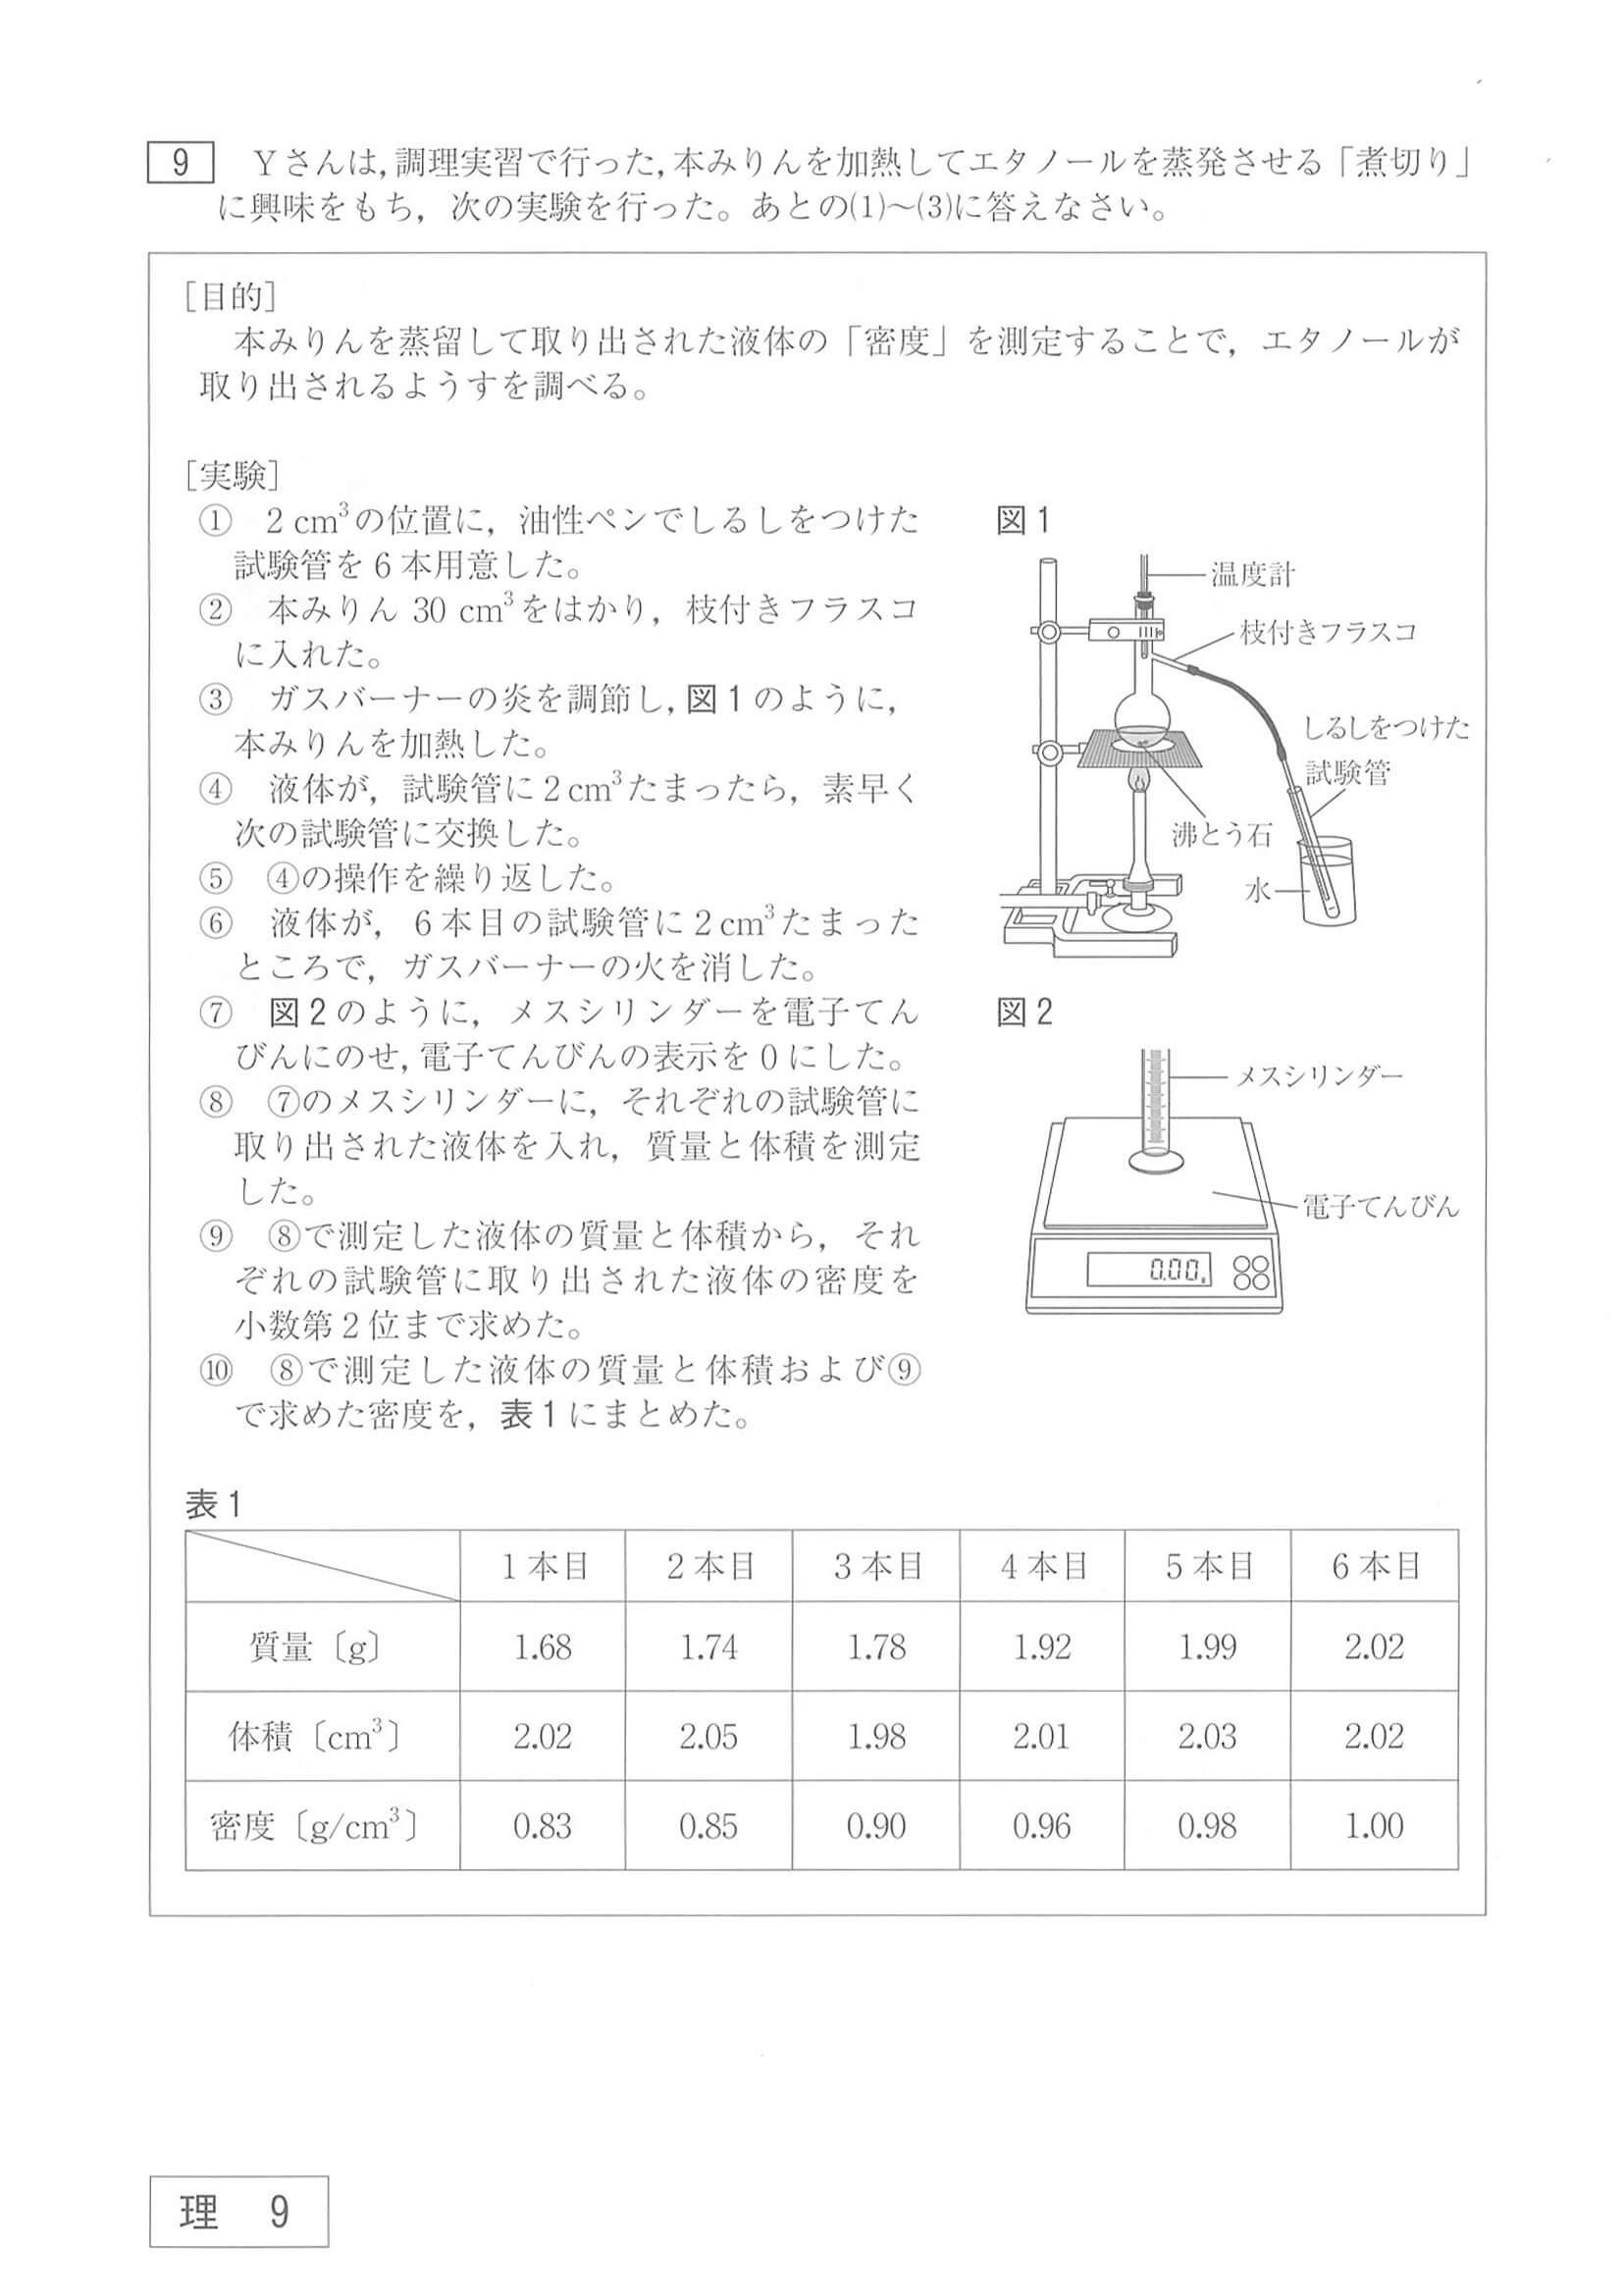 9 Yさんは，調理実習で行った，本みりんを加熱してエタノールを蒸発させる「煮切り」
に興味をもち，次の実験を行った。あとの(1)～(3)に答えなさい。
［目的］
本みりんを蒸留して取り出された液体の「密度」を測定することで，エタノールが
取り出されるようすを調べる。
［実験］
① 2 cm³の位置に，油性ペンでしるしをつけた
試験管を6本用意した。
② 本みりん 30 cm³をはかり，枝付きフラスコ
に入れた。
③ ガスバーナーの炎を調節し，図1のように，
本みりんを加熱した。
④ 液体が，試験管に2 cm³たまったら，素早く
次の試験管に交換した。
⑤ ④の操作を繰り返した。
⑥ 液体が，6本目の試験管に2 cm³たまった
ところで，ガスバーナーの火を消した。
⑦ 図2のように，メスシリンダーを電子てん
びんにのせ，電子てんびんの表示を0にした。
⑧ ⑦のメスシリンダーに，それぞれの試験管に
取り出された液体を入れ，質量と体積を測定
した。
⑨ ⑧で測定した液体の質量と体積から，それ
ぞれの試験管に取り出された液体の密度を
小数第2位まで求めた。
⑩ ⑧で測定した液体の質量と体積および⑨
で求めた密度を，表1にまとめた。
図1
温度計
枝付きフラスコ
しるしをつけた
試験管
沸とう石
水
図2
メスシリンダー
電子てんびん
0.00g
表1
1本目 2本目 3本目 4本目 5本目 6本目
質量〔g〕 1.68 1.74 1.78 1.92 1.99 2.02
体積〔cm³〕 2.02 2.05 1.98 2.01 2.03 2.02
密度〔g/cm³〕 0.83 0.85 0.90 0.96 0.98 1.00
理 9